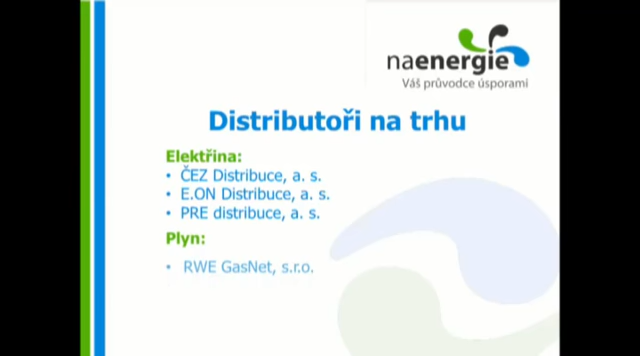 naenergie
Váš průvodce úsporami
Distributoři na trhu
Elektřina:
• ČEZ Distribuce, a. s.
• E.ON Distribuce, a. s.
• PRE distribuce, a. s.
Plyn:
• RWE GasNet, s.r.o.